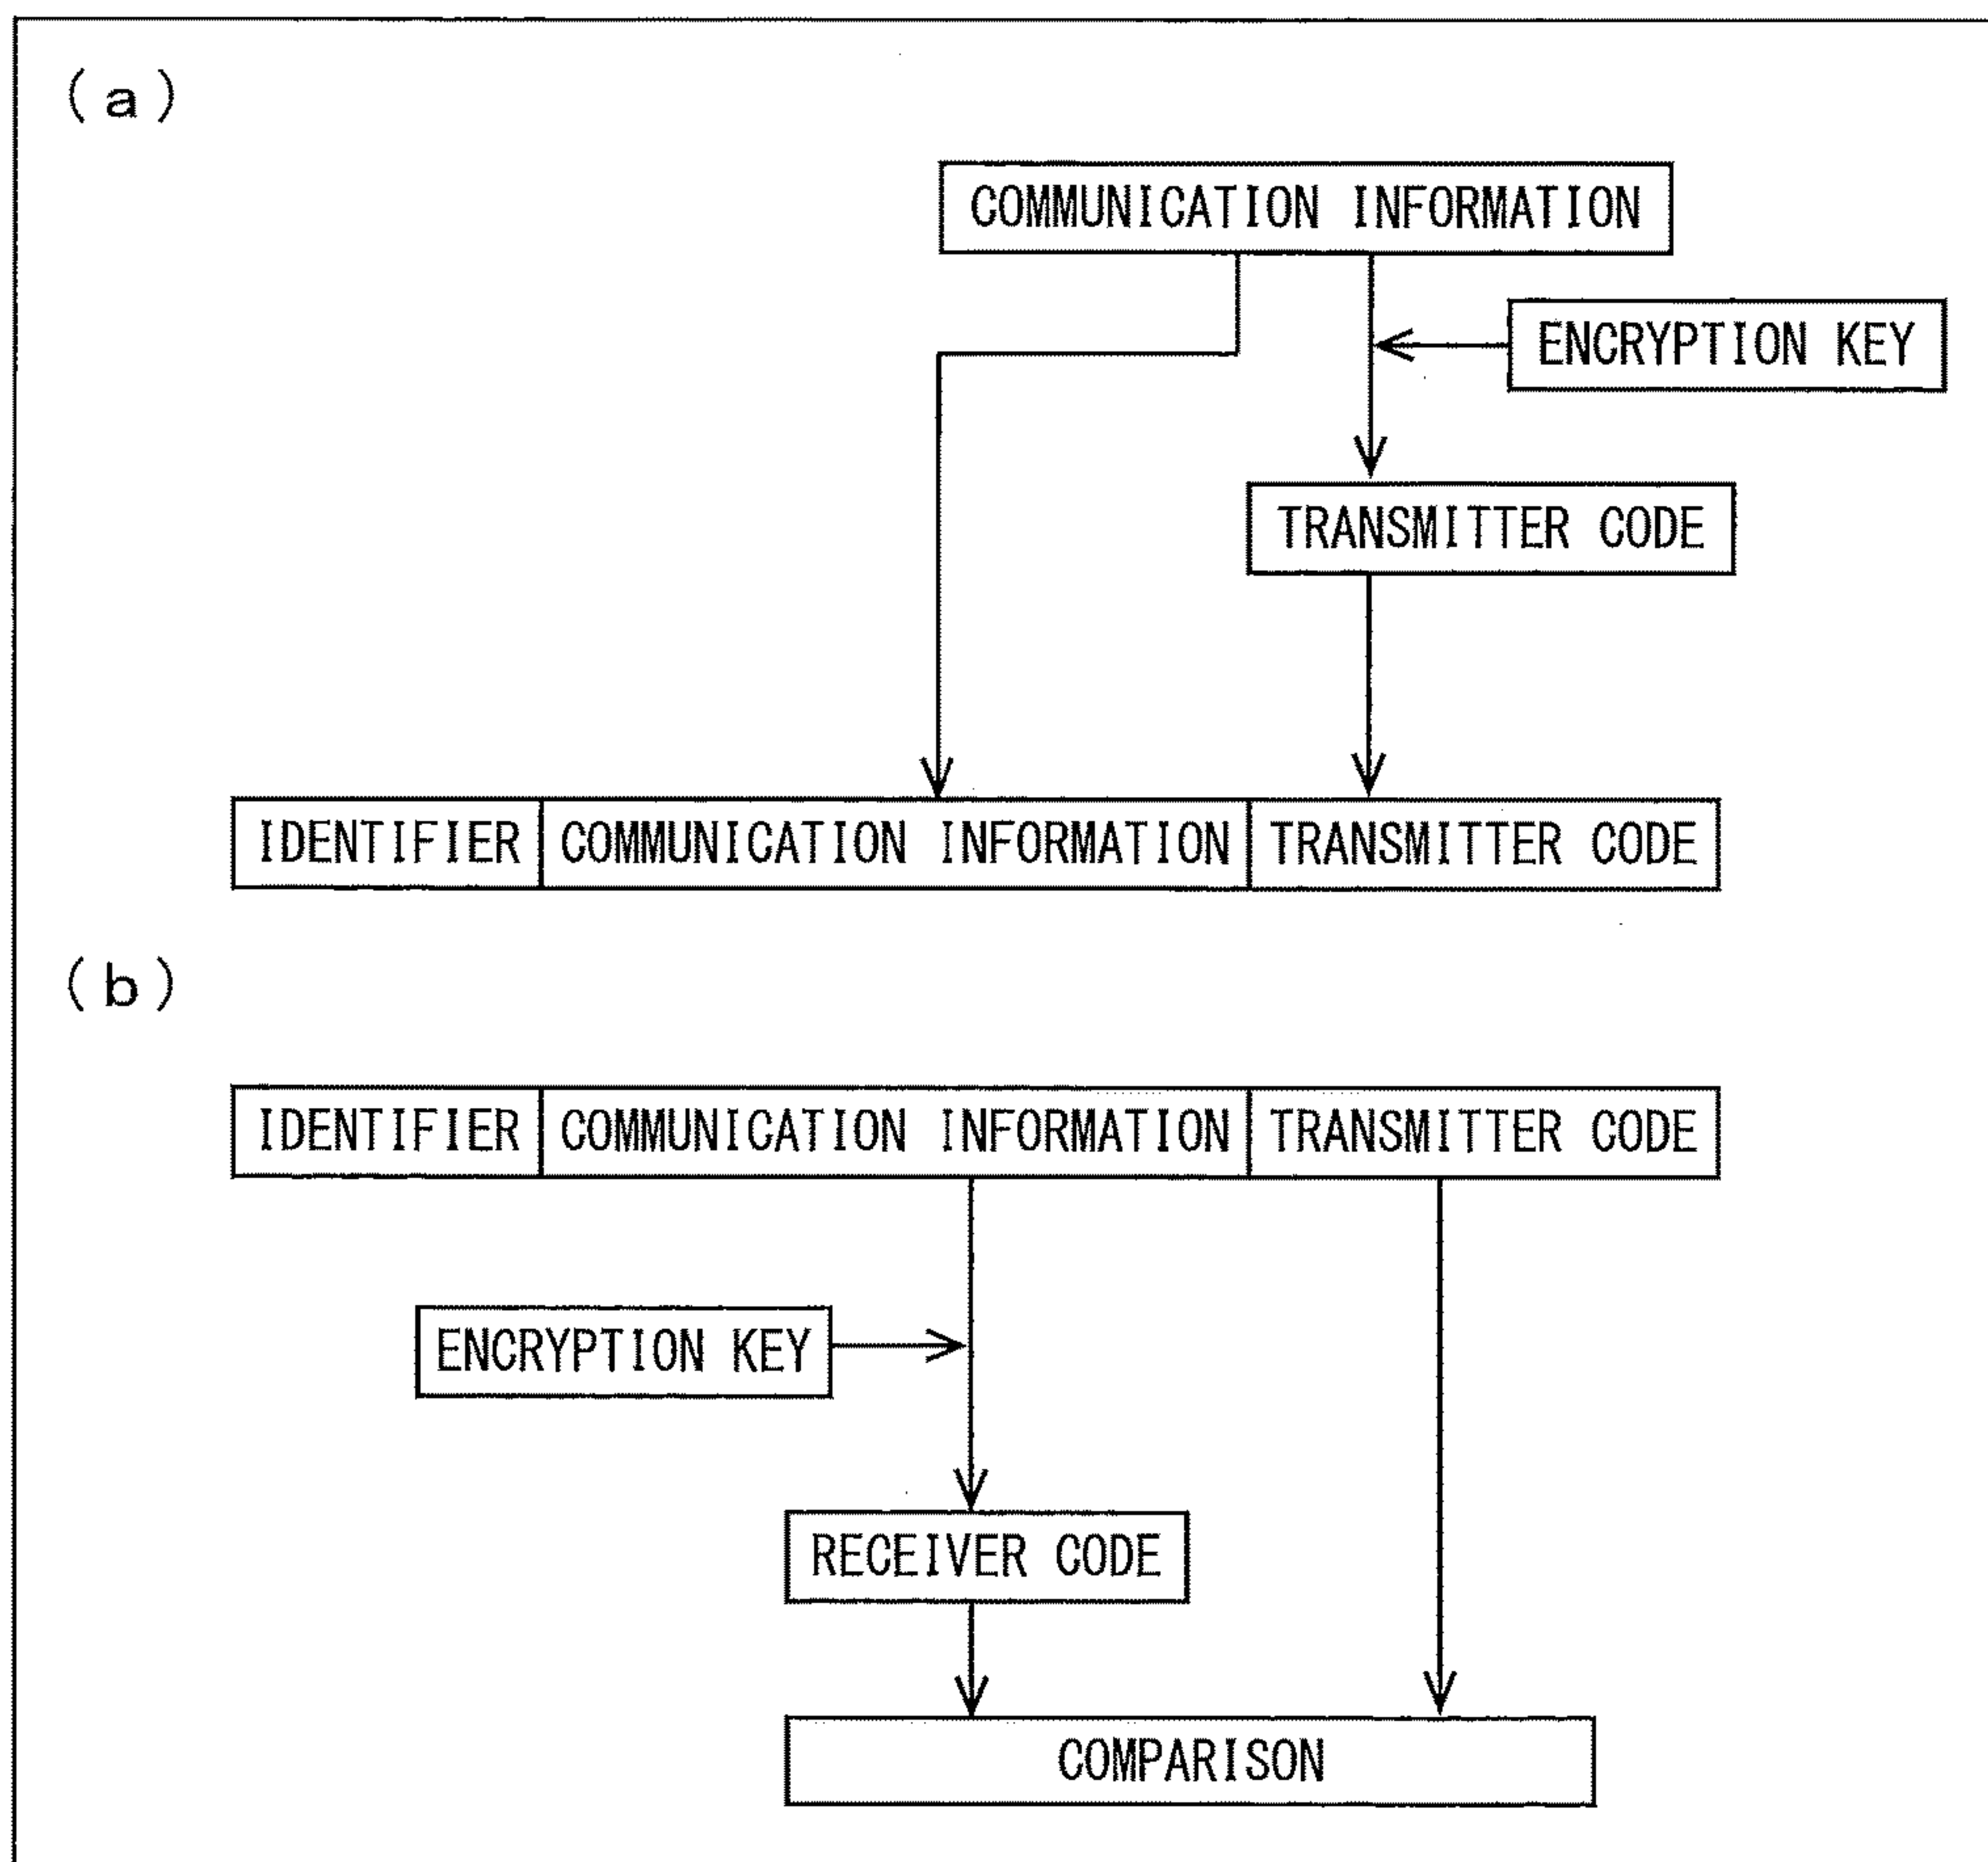 (a)
COMMUNICATION INFORMATION
ENCRYPTION KEY
TRANSMITTER CODE
IDENTIFIER COMMUNICATION INFORMATION TRANSMITTER CODE
(b)
IDENTIFIER COMMUNICATION INFORMATION TRANSMITTER CODE
ENCRYPTION KEY
RECEIVER CODE
COMPARISON